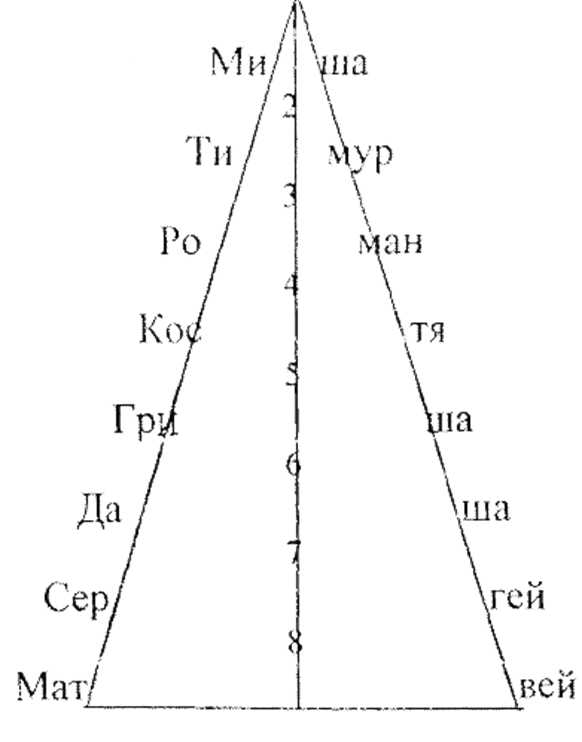 Ми ша
2
Ти мур
3
Ро ман
4
Кос тя
5
Гри ша
6
Да ша
7
Сер гей
8
Мат вей